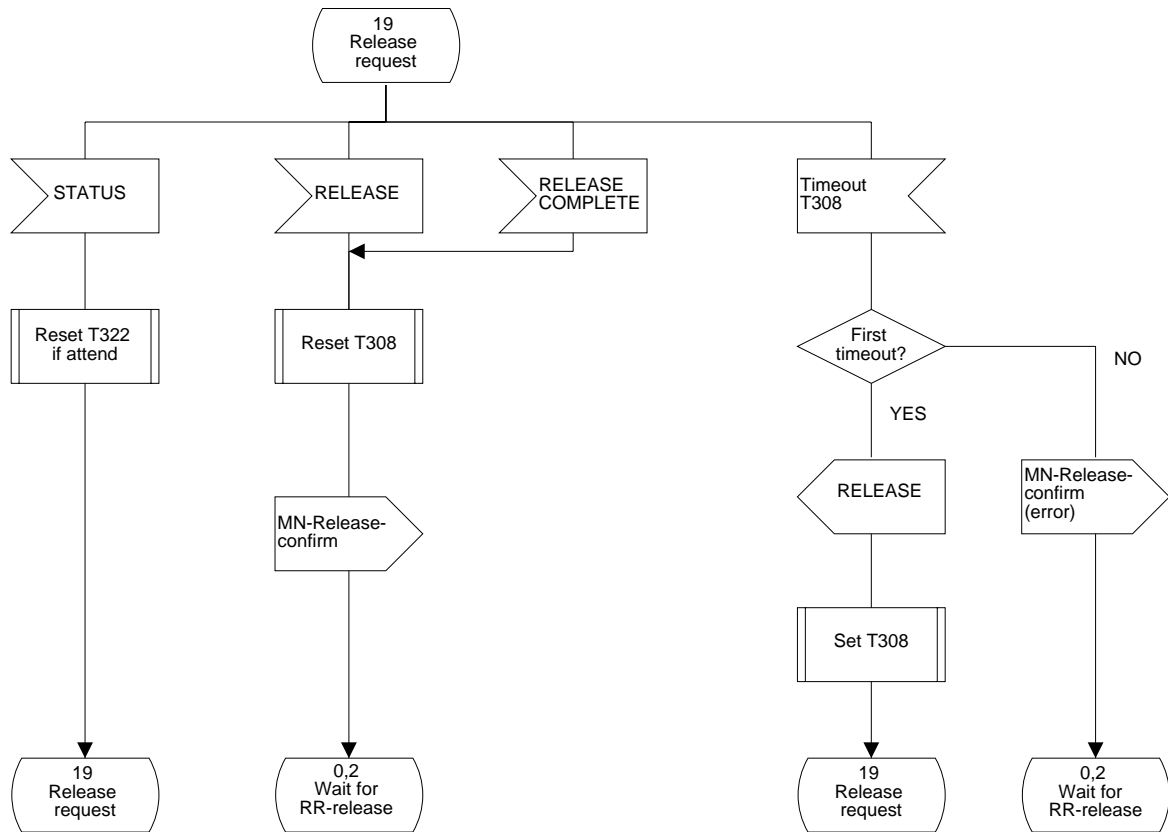 19
Release
request
STATUS
RELEASE
RELEASE
COMPLETE
Timeout
T308
Reset T322
if attend
Reset T308
First
timeout?
NO
YES
MN-Release-
confirm
RELEASE
MN-Release-
confirm
(error)
Set T308
19
Release
request
0,2
Wait for
RR-release
19
Release
request
0,2
Wait for
RR-release